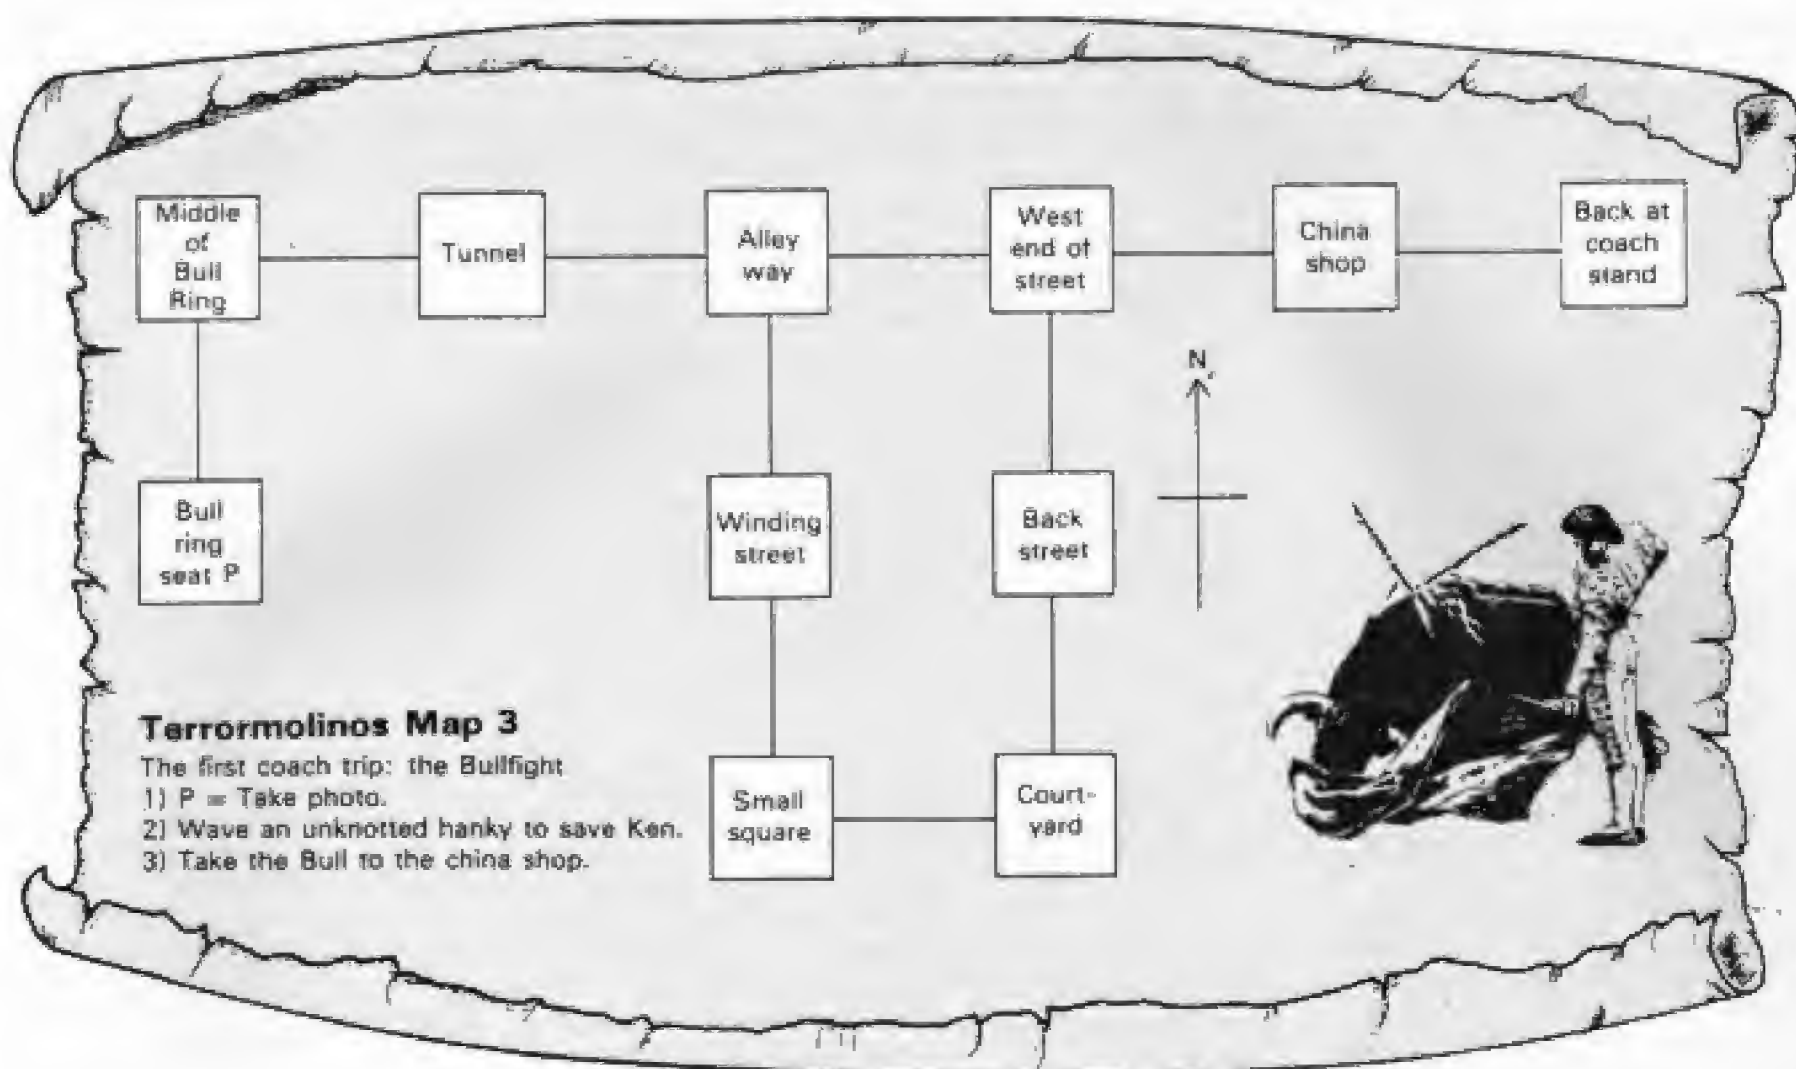 Middle
of
Bull
Ring
Tunnel
Alley
way
West
end of
street
China
shop
Back at
coach
stand
N
Bull
ring
seat P
Winding
street
Back
street
Small
square
Court-
yard
Terrormolinos Map 3
The first coach trip: the Bullfight
1) P = Take photo.
2) Wave an unknotted hanky to save Ken.
3) Take the Bull to the china shop.